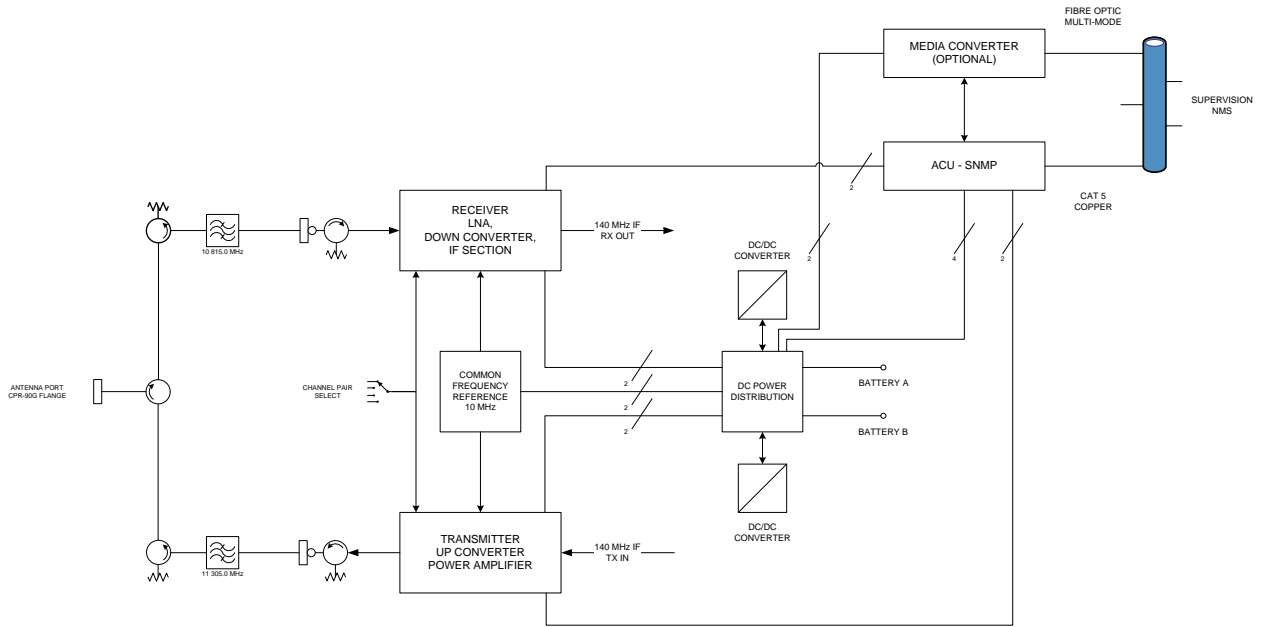 FIBRE OPTIC
MULTI-MODE
MEDIA CONVERTER
(OPTIONAL)
SUPERVISION
NMS
ACU - SNMP
2
CAT 5
COPPER
RECEIVER
LNA,
DOWN CONVERTER,
IF SECTION
140 MHz IF
RX OUT
10 815.0 MHz
DC/DC
CONVERTER
2
4
2
ANTENNA PORT
CPR-90G FLANGE
CHANNEL PAIR
SELECT
COMMON
FREQUENCY
REFERENCE
10 MHz
2
2
2
DC POWER
DISTRIBUTION
BATTERY A
BATTERY B
DC/DC
CONVERTER
TRANSMITTER
UP CONVERTER
POWER AMPLIFIER
140 MHz IF
TX IN
11 305.0 MHz